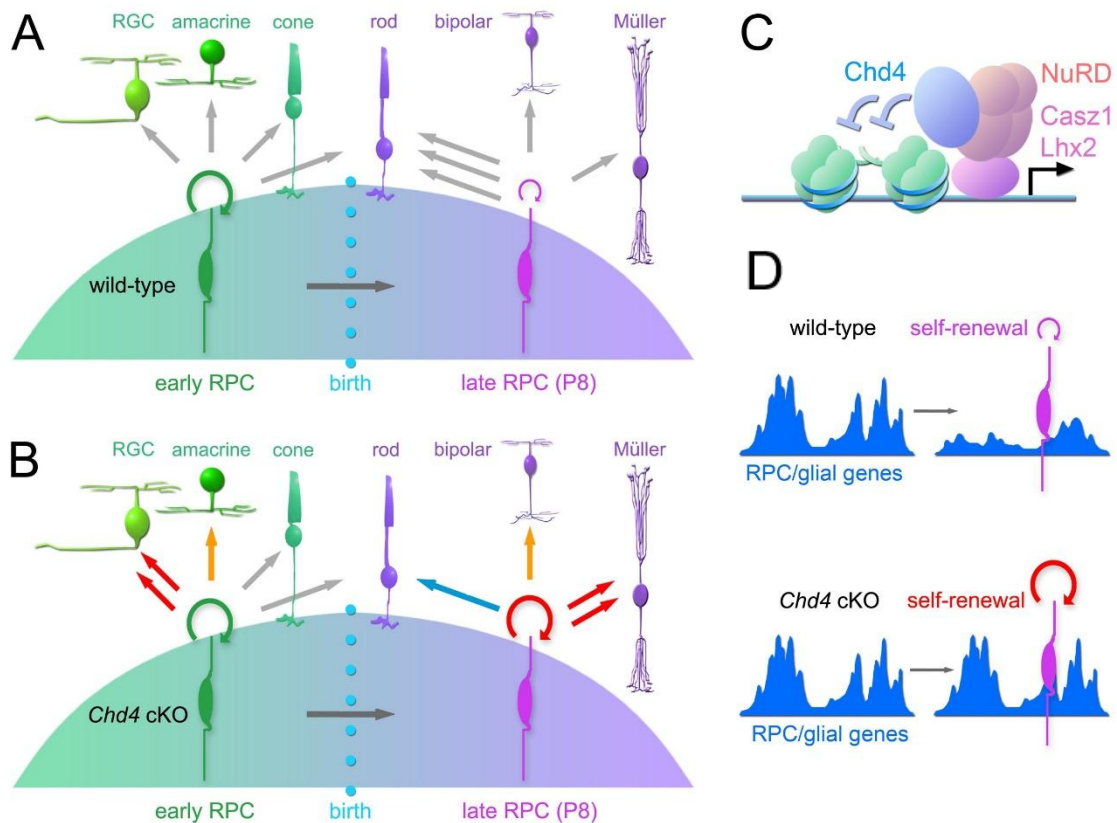 A
RGC amacrine cone rod bipolar Müller
wild-type
early RPC birth late RPC (P8)
B
RGC amacrine cone rod bipolar Müller
Chd4 cKO
early RPC birth late RPC (P8)
C
Chd4
NuRD
Casz1
Lhx2
D
wild-type self-renewal
RPC/glial genes
Chd4 cKO self-renewal
RPC/glial genes